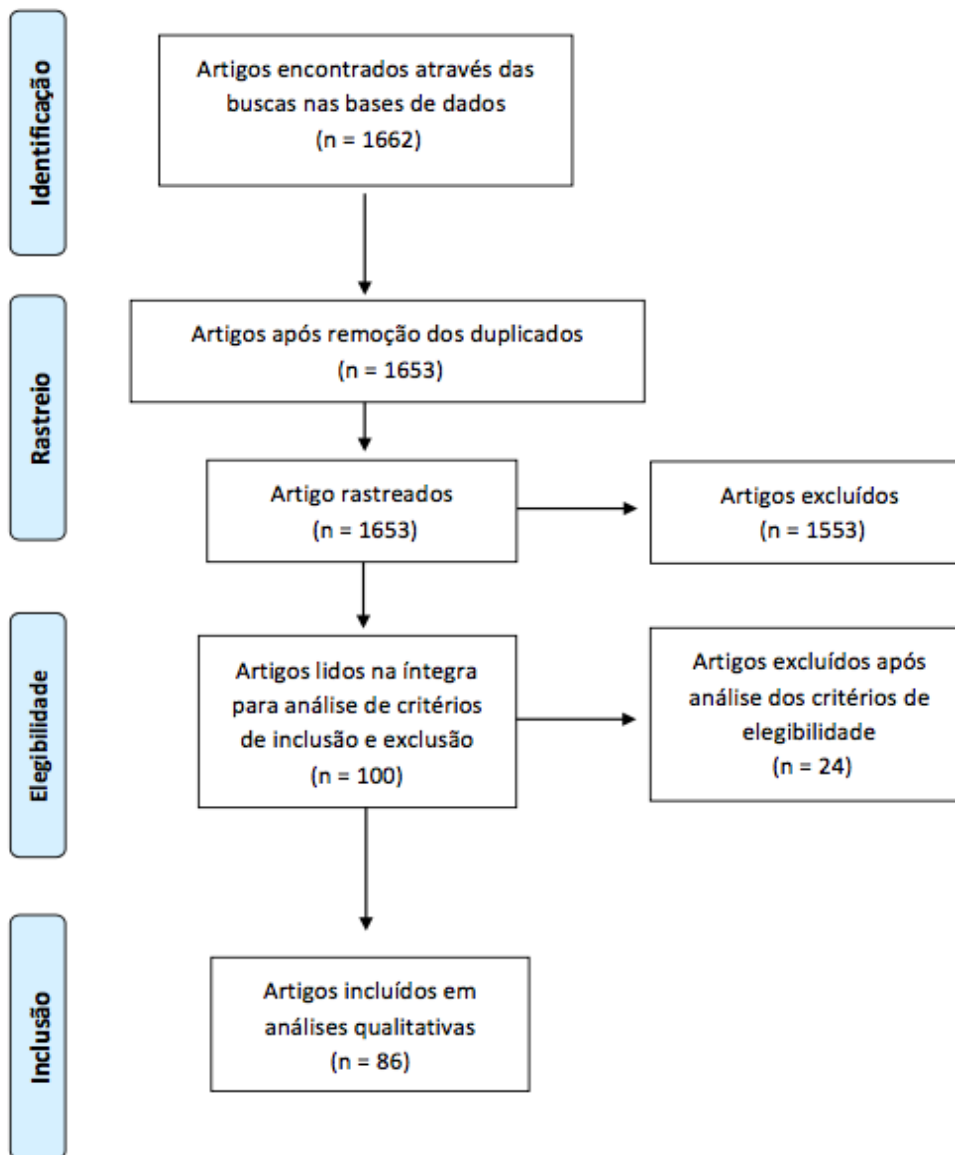 Identificação
Artigos encontrados através das
buscas nas bases de dados
(n = 1662)
Rastreio
Artigos após remoção dos duplicados
(n = 1653)
Artigo rastreados
(n = 1653)
Artigos excluídos
(n = 1553)
Elegibilidade
Artigos lidos na íntegra
para análise de critérios
de inclusão e exclusão
(n = 100)
Artigos excluídos após
análise dos critérios de
elegibilidade
(n = 24)
Inclusão
Artigos incluídos em
análises qualitativas
(n = 86)